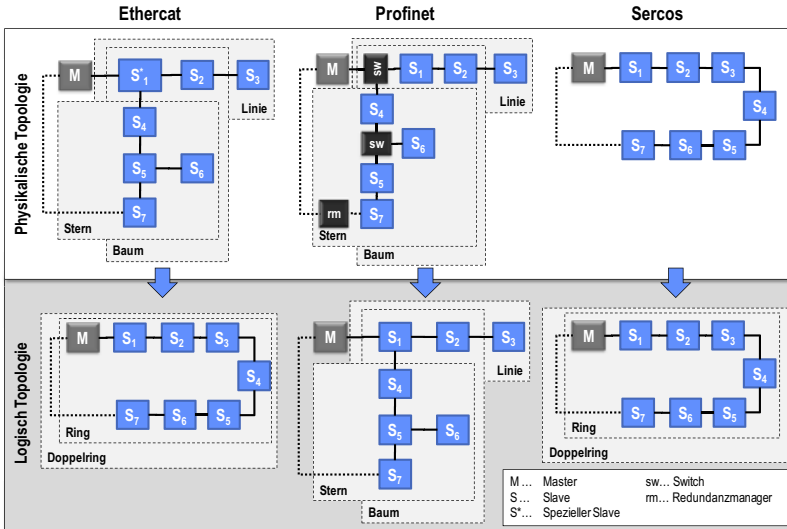 Ethercat
Profinet
Sercos
Physikalische Topologie
M
S*1
S2
S3
Linie
S4
S5
S6
S7
Stern
Baum
M
sw
S1
S2
S3
Linie
S4
sw
S6
S5
rm
S7
Stern
Baum
M
S1
S2
S3
S4
S7
S6
S5
Logisch Topologie
M
S1
S2
S3
S4
S7
S6
S5
Ring
Doppelring
M
S1
S2
S3
Linie
S4
S5
S6
S7
Stern
Baum
M
S1
S2
S3
S4
S7
S6
S5
Ring
Doppelring
M ... Master sw... Switch
S ... Slave rm... Redundanzmanager
S*... Spezieller Slave